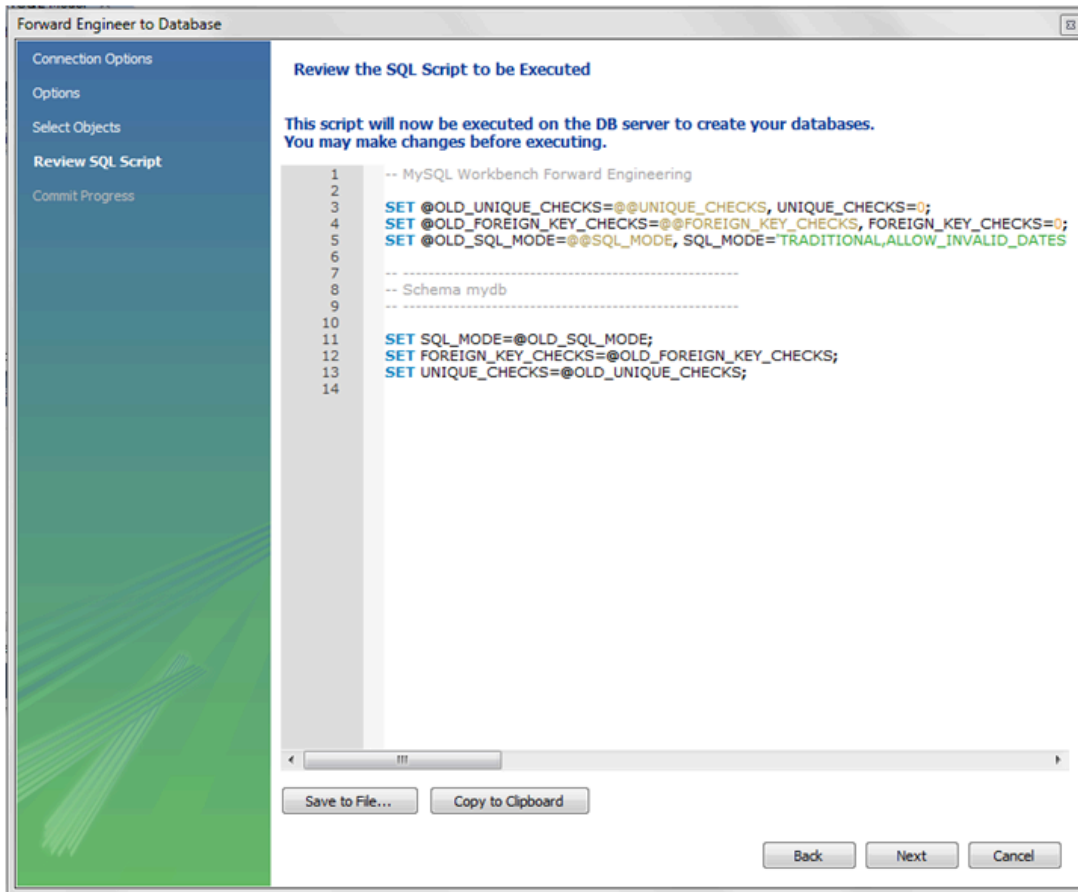 Forward Engineer to Database
Connection Options
Options
Select Objects
Review SQL Script
Commit Progress
Review the SQL Script to be Executed
This script will now be executed on the DB server to create your databases.
You may make changes before executing.
1 -- MySQL Workbench Forward Engineering
2
3 SET @OLD_UNIQUE_CHECKS=@@UNIQUE_CHECKS, UNIQUE_CHECKS=0;
4 SET @OLD_FOREIGN_KEY_CHECKS=@@FOREIGN_KEY_CHECKS, FOREIGN_KEY_CHECKS=0;
5 SET @OLD_SQL_MODE=@@SQL_MODE, SQL_MODE='TRADITIONAL,ALLOW_INVALID_DATES
6
7 -- -----------------------------------------------------
8 -- Schema mydb
9 -- -----------------------------------------------------
10
11 SET SQL_MODE=@OLD_SQL_MODE;
12 SET FOREIGN_KEY_CHECKS=@OLD_FOREIGN_KEY_CHECKS;
13 SET UNIQUE_CHECKS=@OLD_UNIQUE_CHECKS;
14
Save to File... Copy to Clipboard
Back Next Cancel